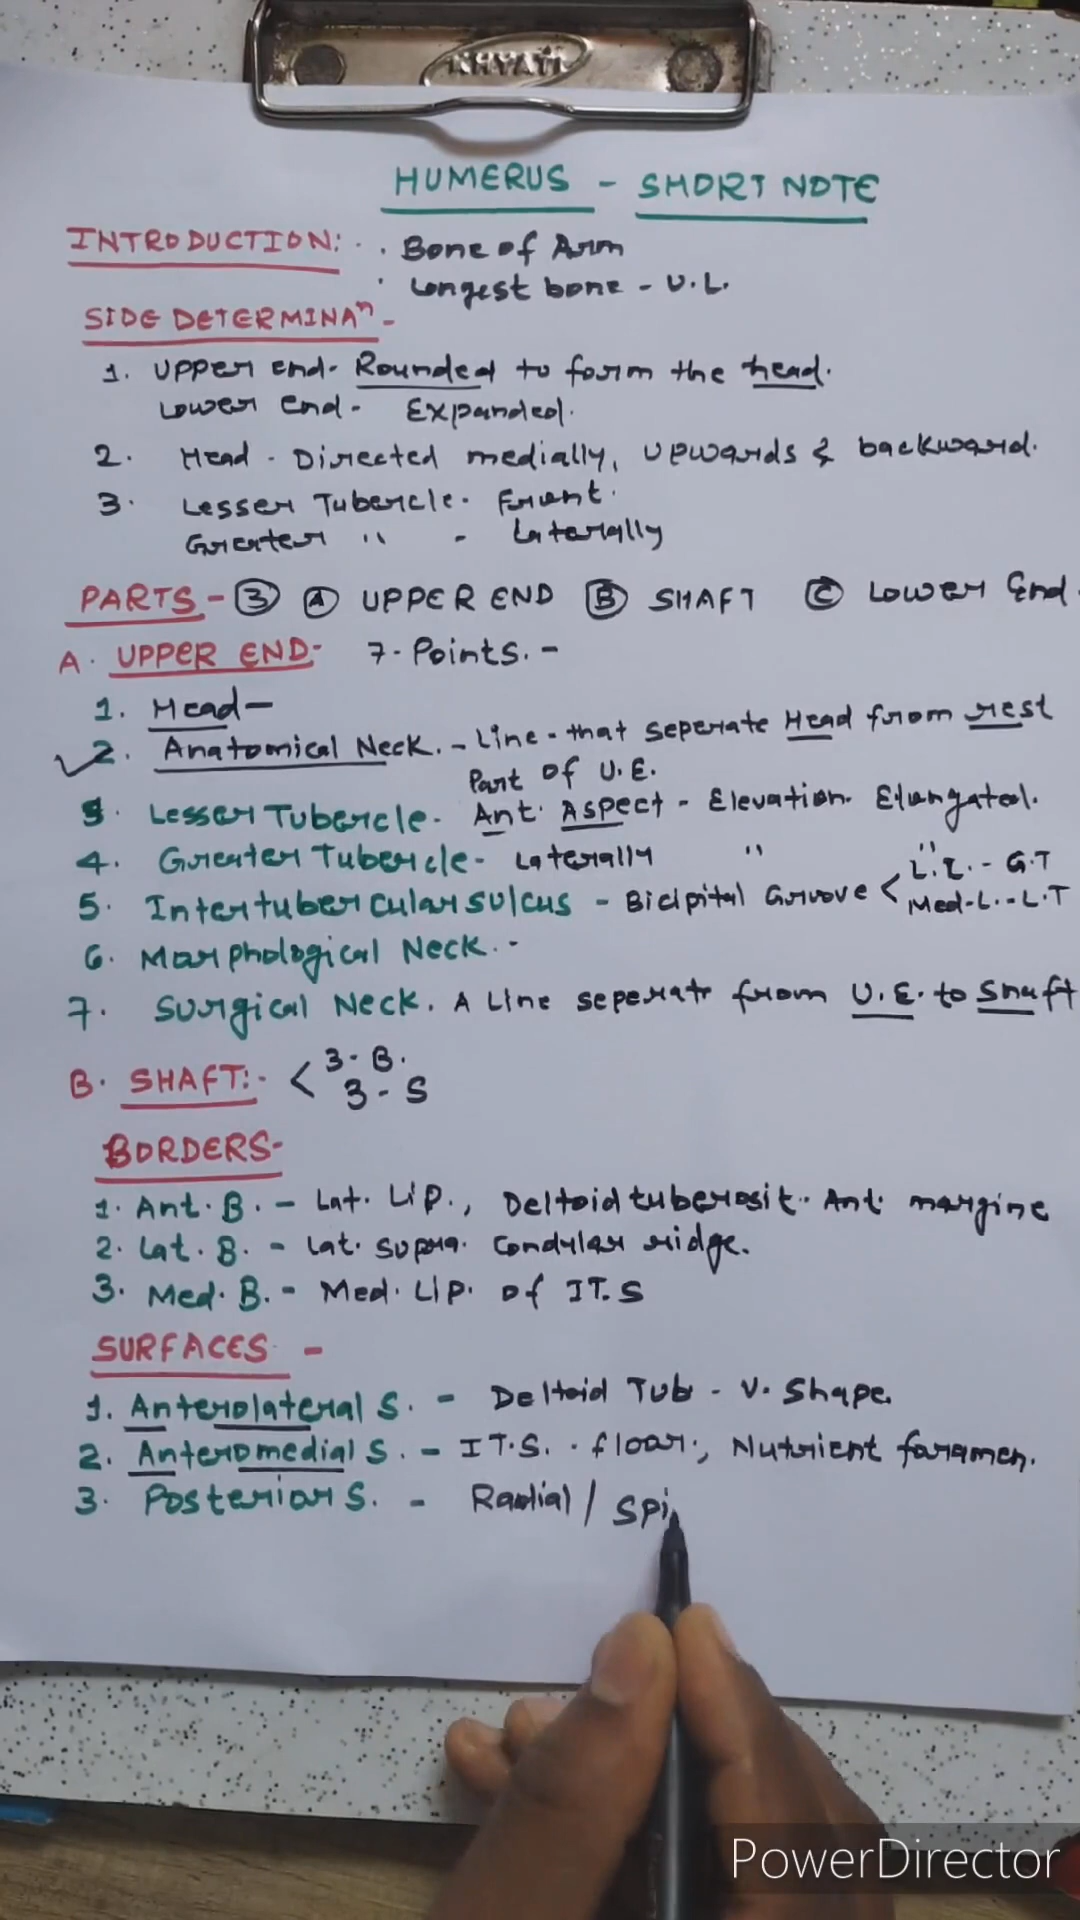 KHYATI
HUMERUS - SHORT NOTE
INTRODUCTION: . Bone of Arm
. Longest bone - U.L.
SIDE DETERMINAⁿ -
1. Upper end - Rounded to form the head.
Lower end - Expanded.
2. Head - Directed medially, upwards & backward.
3. Lesser Tubercle - Front.
Greater " - Laterally
PARTS - ③ Ⓐ UPPER END Ⓑ SHAFT Ⓒ LOWER End.
A. UPPER END - 7 - Points. -
1. Head -
2. Anatomical Neck. - Line - that seperate Head from rest
Part of U.E.
3. Lesser Tubercle - Ant. Aspect - Elevation - Elongated.
4. Greater Tubercle - Laterally " "
5. Intertubercular sulcus - Bicipital Groove < L.L. - G.T
Med - L. - L.T
6. Morphological Neck. -
7. Surgical Neck. A Line seperate from U.E. to Shaft
B. SHAFT: - < 3 - B.
3 - S
BORDERS -
1. Ant. B. - Lat. Lip., Deltoid tuberosit. Ant. margine
2. Lat. B. - Lat. supra. Condylar ridge.
3. Med. B. - Med. Lip. of IT.S
SURFACES -
1. Anterolateral S. - Deltoid Tub - V. Shape.
2. Anteromedial S. - IT.S. - floor., Nutrient foramen.
3. Posterior S. - Radial / Spi
PowerDirector